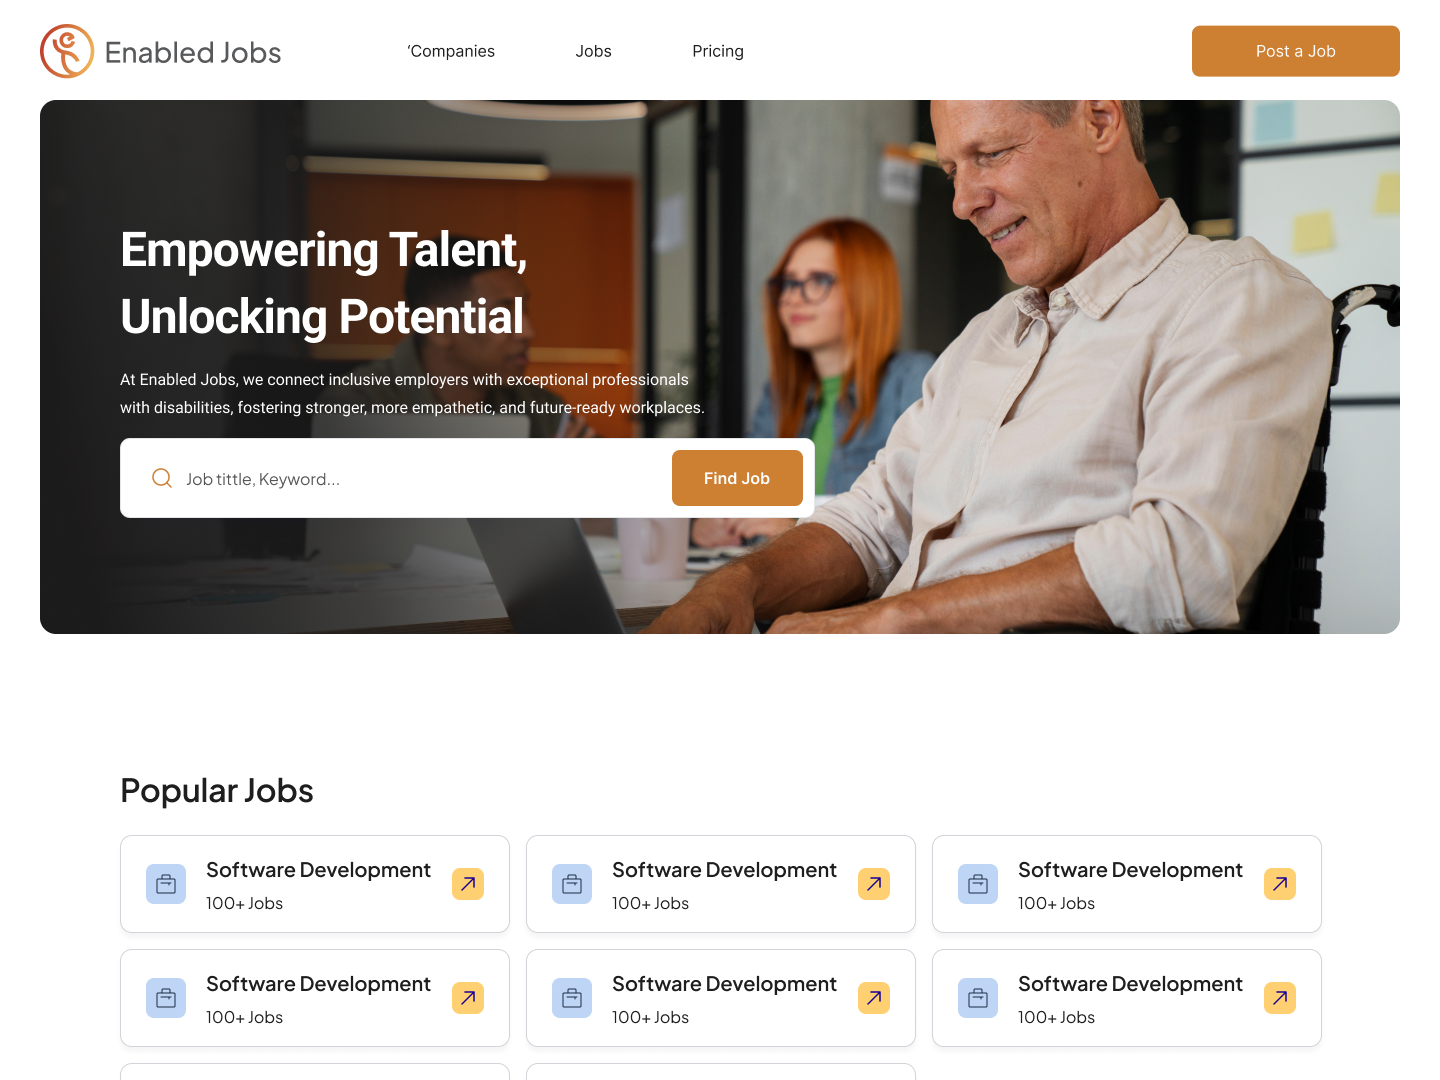 Enabled Jobs
‘Companies
Jobs
Pricing
Post a Job
Empowering Talent,
Unlocking Potential
At Enabled Jobs, we connect inclusive employers with exceptional professionals
with disabilities, fostering stronger, more empathetic, and future-ready workplaces.
Job tittle, Keyword...
Find Job
Popular Jobs
Software Development
100+ Jobs
Software Development
100+ Jobs
Software Development
100+ Jobs
Software Development
100+ Jobs
Software Development
100+ Jobs
Software Development
100+ Jobs